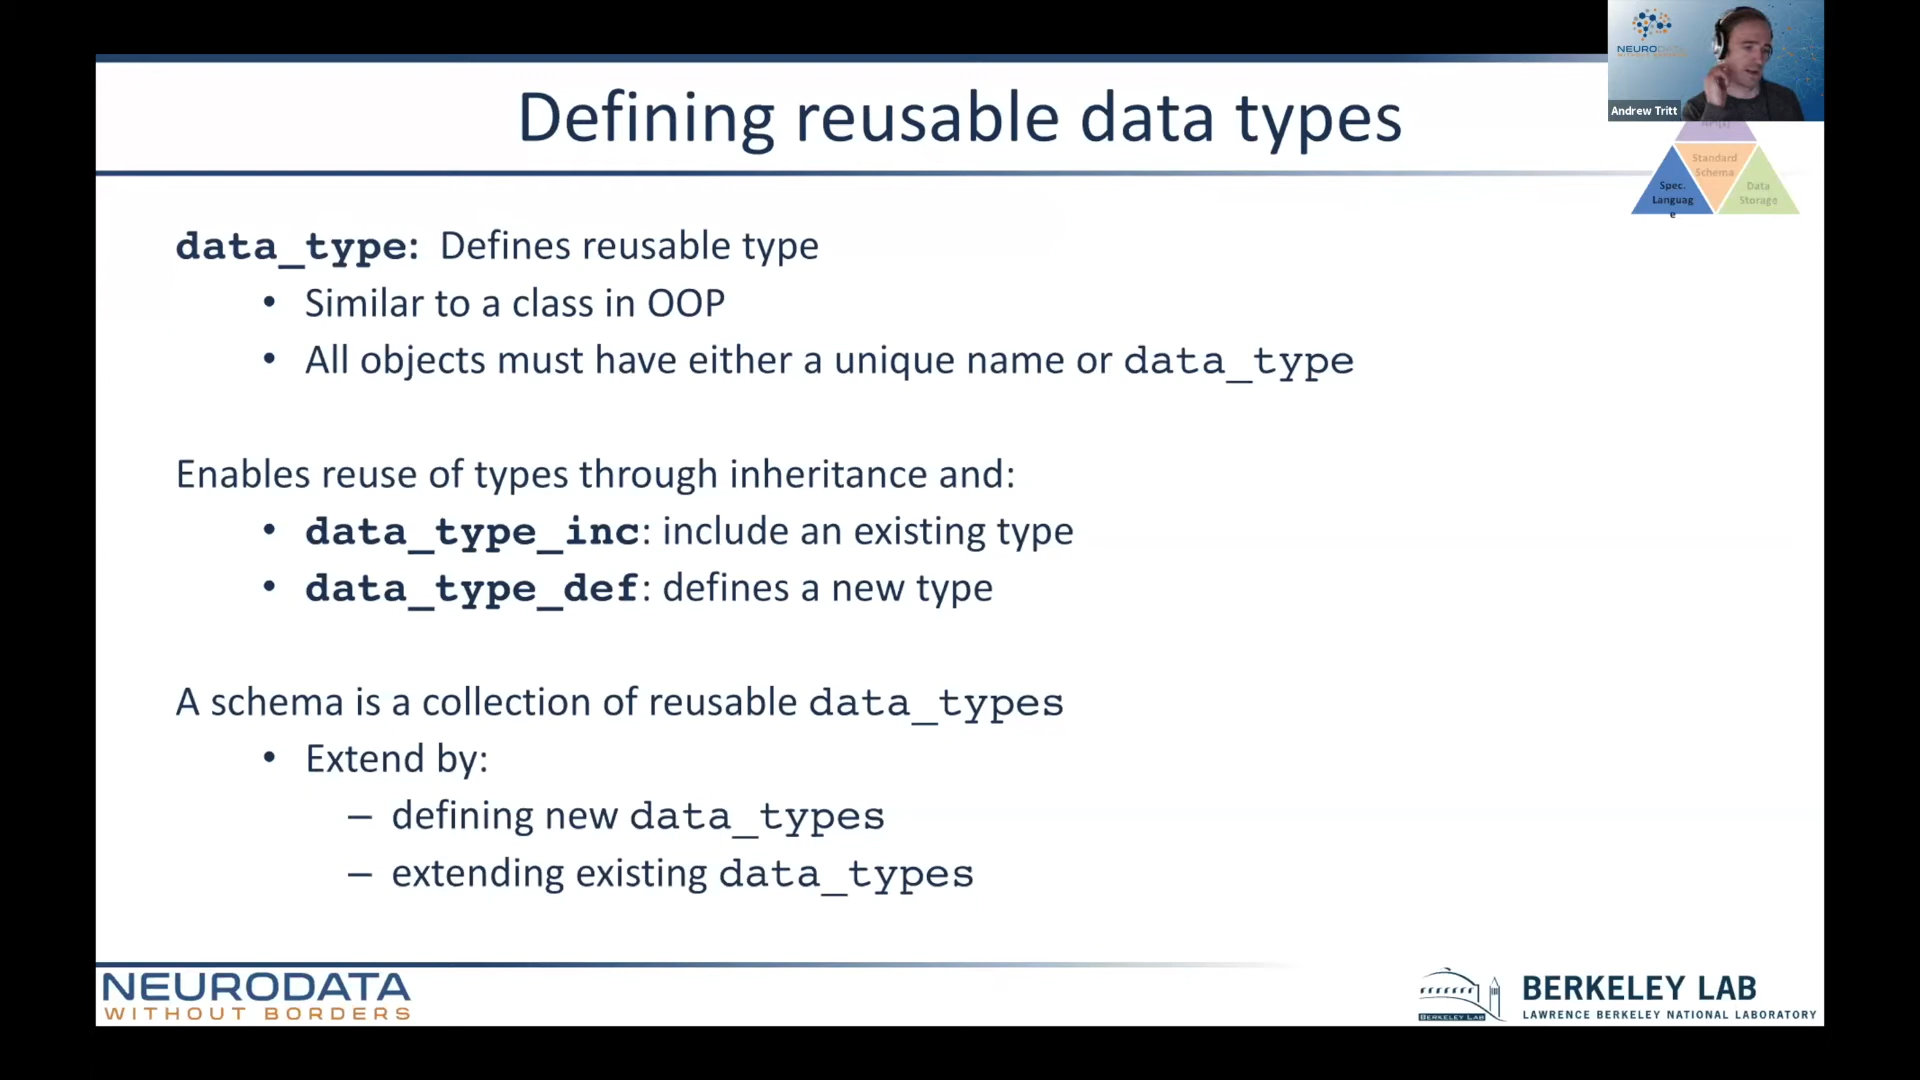 Defining reusable data types
NEURODATA
Andrew Tritt
Standard
Schema
Spec.
Languag
e
Data
Storage
data_type: Defines reusable type
• Similar to a class in OOP
• All objects must have either a unique name or data_type
Enables reuse of types through inheritance and:
• data_type_inc: include an existing type
• data_type_def: defines a new type
A schema is a collection of reusable data_types
• Extend by:
– defining new data_types
– extending existing data_types
NEURODATA
WITHOUT BORDERS
BERKELEY LAB
BERKELEY LAB
LAWRENCE BERKELEY NATIONAL LABORATORY